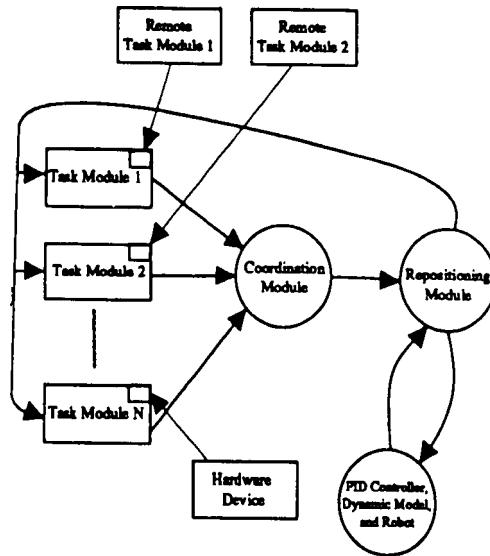 Remote
Task Module 1
Remote
Task Module 2
Task Module 1
Task Module 2
Coordination
Module
Repositioning
Module
Task Module N
Hardware
Device
PID Controller,
Dynamic Model,
and Robot